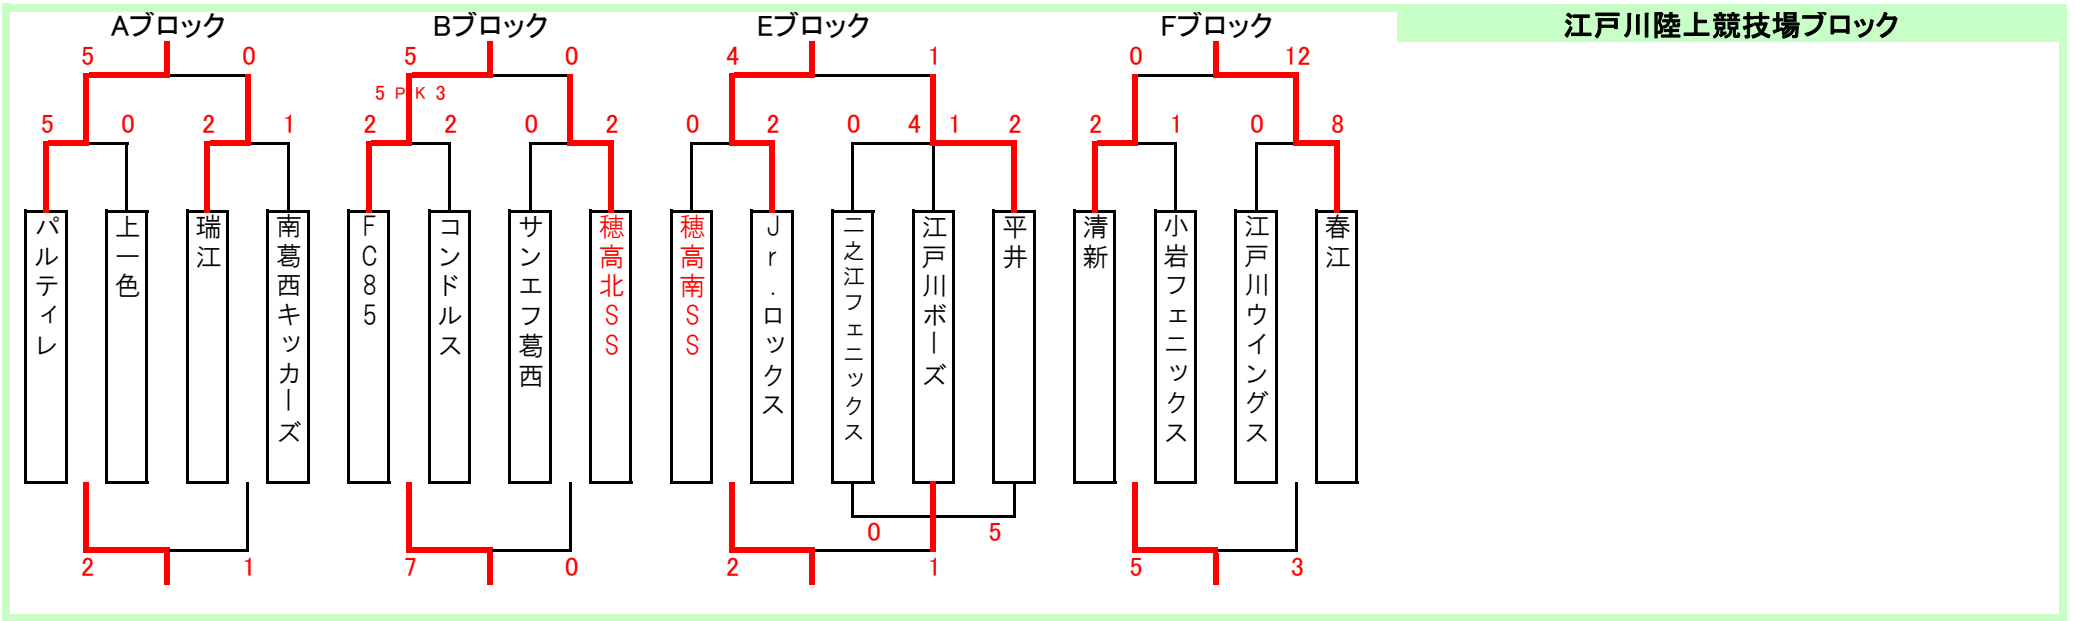 Aブロック Bブロック Eブロック Fブロック 江戸川陸上競技場ブロック
5 0 5 0 4 1 0 12
5 P K 3
5 0 2 1 2 2 0 2 0 2 0 4 1 2 2 1 0 8
パルティレ
上一色
瑞江
南葛西キッカーズ
FC85
コンドルス
サンエフ葛西
穂高北SS
穂高南SS
Jr.ロックス
二之江フェニックス
江戸川ボーズ
平井
清新
小岩フェニックス
江戸川ウイングス
春江
0 5
2 1 7 0 2 1 5 3